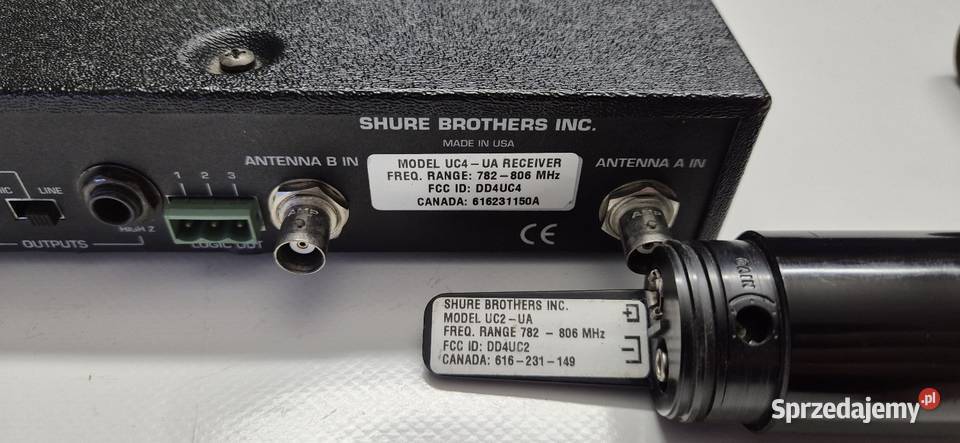 SHURE BROTHERS INC.
MADE IN USA
ANTENNA B IN
MODEL UC4-UA RECEIVER
FREQ. RANGE: 782-806 MHz
FCC ID: DD4UC4
CANADA: 616231150A
ANTENNA A IN
1 2 3
LINE
HIGH Z
OUTPUTS
LOGIC OUT
AMP
AMP
CE
SHURE BROTHERS INC.
MODEL UC2-UA
FREQ. RANGE 782 - 806 MHz
FCC ID: DD4UC2
CANADA: 616-231-149
GAIN
Sprzedajemy.pl